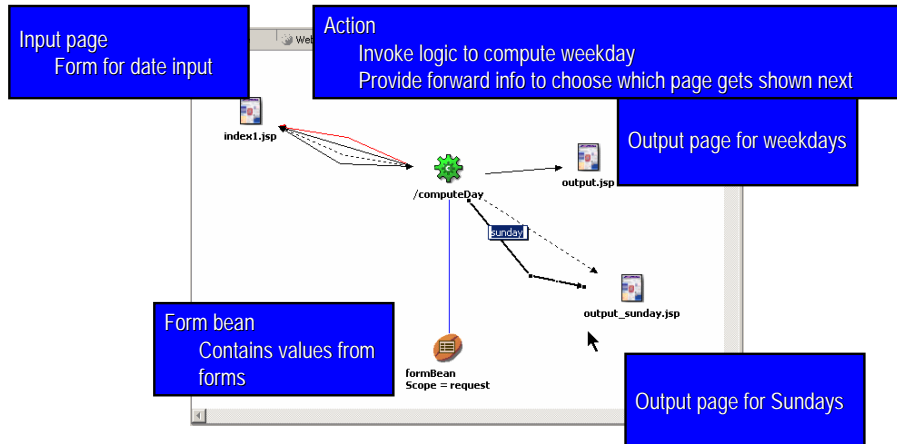 Input page
Form for date input
Web
Action
Invoke logic to compute weekday
Provide forward info to choose which page gets shown next
index1.jsp
Output page for weekdays
output.jsp
/computeDay
sunday
output_sunday.jsp
Form bean
Contains values from
forms
formBean
Scope = request
Output page for Sundays